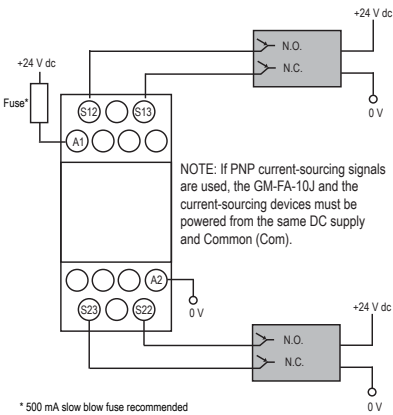 +24 V dc
N.O.
N.C.
0 V
+24 V dc
Fuse*
S12
S13
A1
NOTE: If PNP current-sourcing signals
are used, the GM-FA-10J and the
current-sourcing devices must be
powered from the same DC supply
and Common (Com).
A2
S23
S22
0 V
+24 V dc
N.O.
N.C.
0 V
* 500 mA slow blow fuse recommended